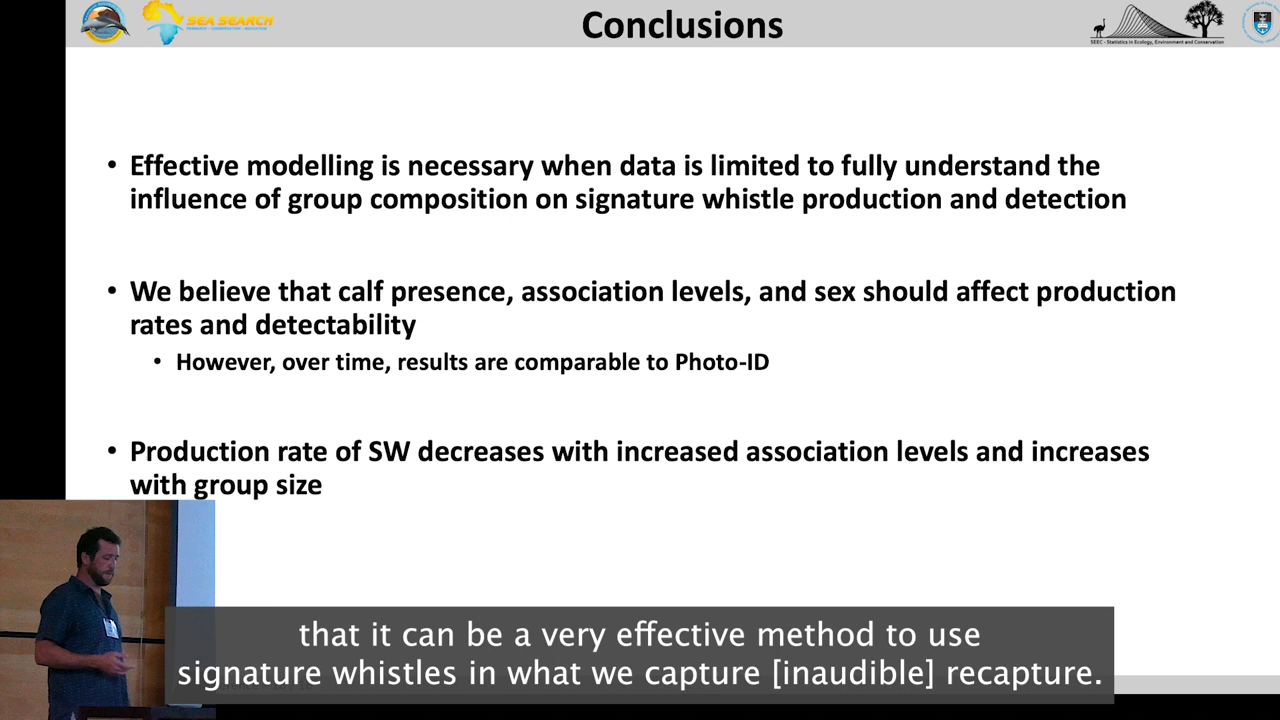 SEA SEARCH
RESEARCH - CONSERVATION - EDUCATION
Conclusions
SEEC - Statistics in Ecology, Environment and Conservation
• Effective modelling is necessary when data is limited to fully understand the
influence of group composition on signature whistle production and detection
• We believe that calf presence, association levels, and sex should affect production
rates and detectability
• However, over time, results are comparable to Photo-ID
• Production rate of SW decreases with increased association levels and increases
with group size
that it can be a very effective method to use
signature whistles in what we capture [inaudible] recapture.